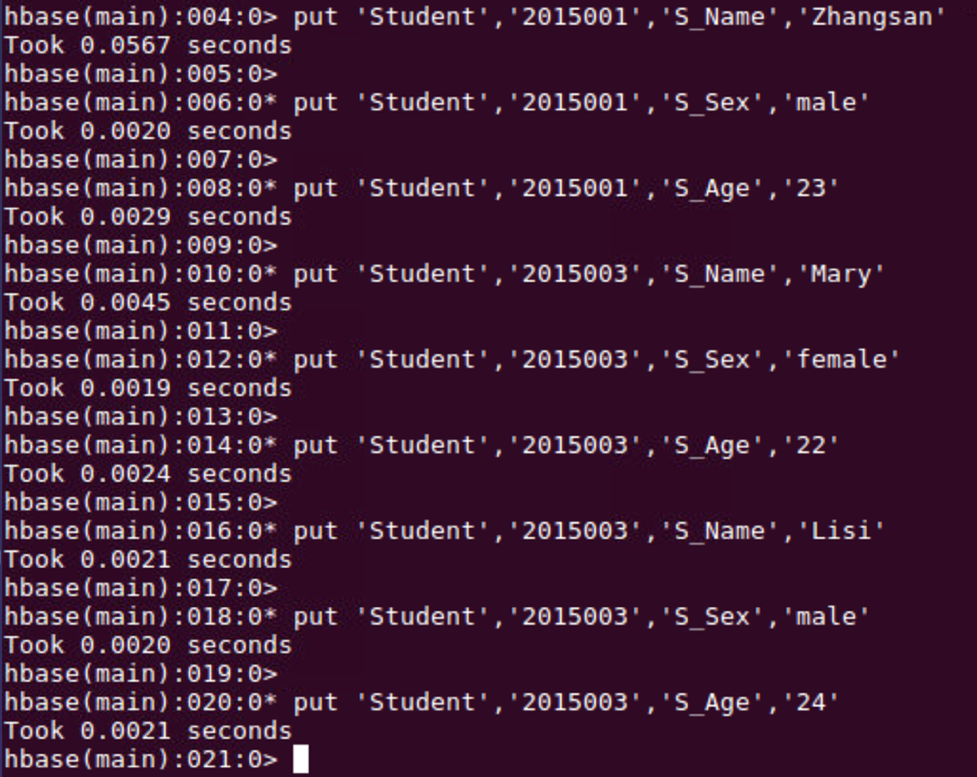 hbase(main):004:0> put 'Student','2015001','S_Name','Zhangsan'
Took 0.0567 seconds
hbase(main):005:0>
hbase(main):006:0* put 'Student','2015001','S_Sex','male'
Took 0.0020 seconds
hbase(main):007:0>
hbase(main):008:0* put 'Student','2015001','S_Age','23'
Took 0.0029 seconds
hbase(main):009:0>
hbase(main):010:0* put 'Student','2015003','S_Name','Mary'
Took 0.0045 seconds
hbase(main):011:0>
hbase(main):012:0* put 'Student','2015003','S_Sex','female'
Took 0.0019 seconds
hbase(main):013:0>
hbase(main):014:0* put 'Student','2015003','S_Age','22'
Took 0.0024 seconds
hbase(main):015:0>
hbase(main):016:0* put 'Student','2015003','S_Name','Lisi'
Took 0.0021 seconds
hbase(main):017:0>
hbase(main):018:0* put 'Student','2015003','S_Sex','male'
Took 0.0020 seconds
hbase(main):019:0>
hbase(main):020:0* put 'Student','2015003','S_Age','24'
Took 0.0021 seconds
hbase(main):021:0>